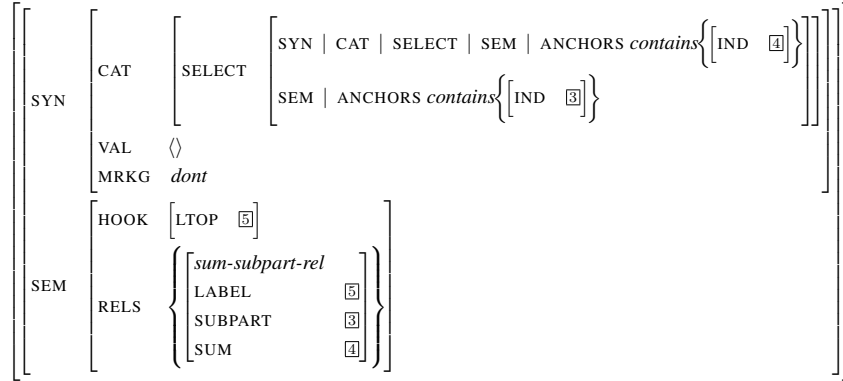 SYN | CAT | SELECT | SEM | ANCHORS contains{[IND 4]}
CAT SELECT
SYN SEM | ANCHORS contains{[IND 3]}
VAL ⟨⟩
MRKG dont
HOOK [LTOP 5]
sum-subpart-rel
LABEL 5
SEM RELS
SUBPART 3
SUM 4